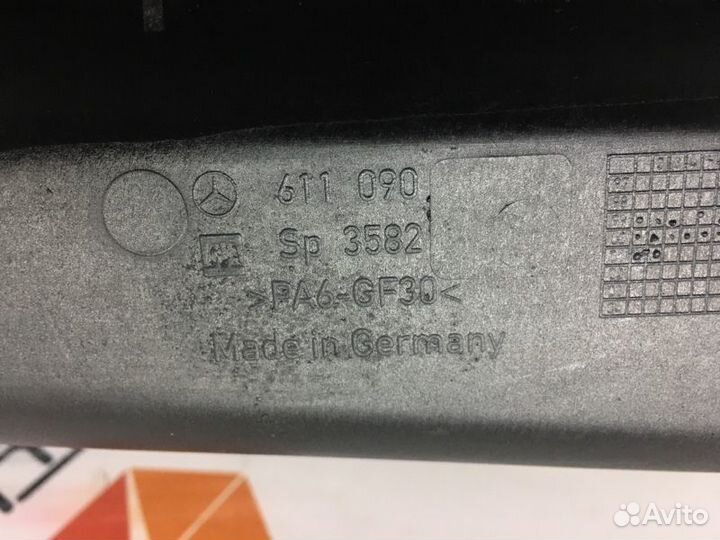 611 090
Sp 3582
>PA6-GF30<
Made in Germany
Avito